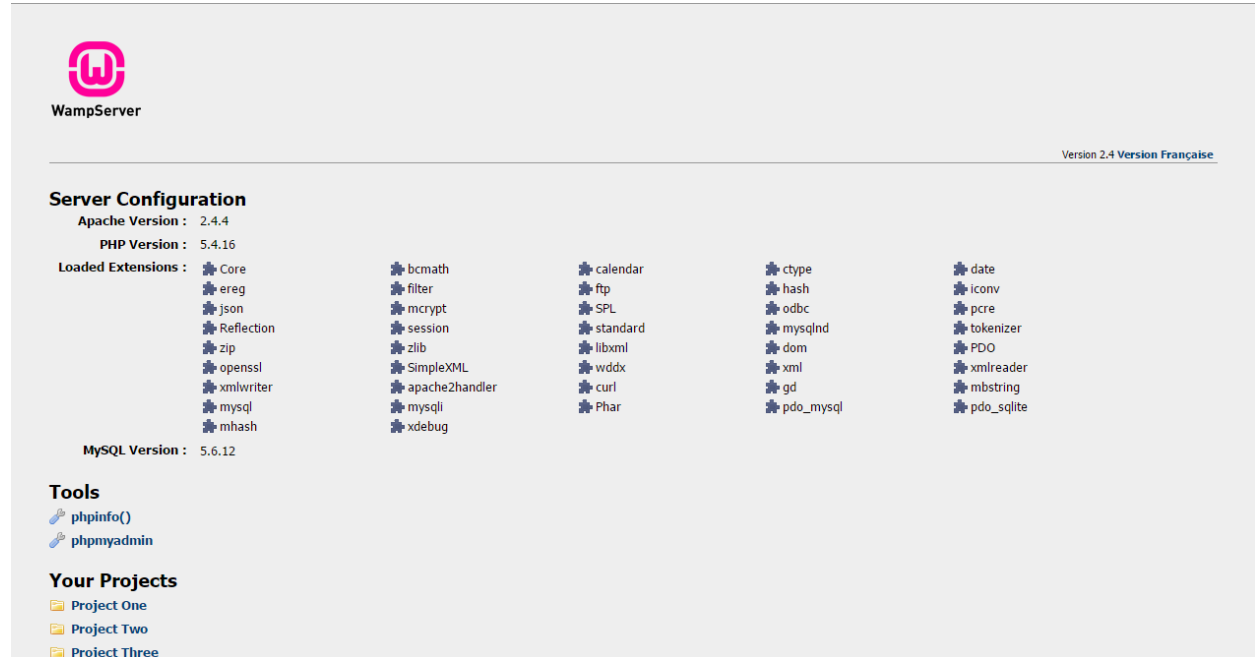 WampServer
Version 2.4 Version Française
Server Configuration
Apache Version : 2.4.4
PHP Version : 5.4.16
Loaded Extensions : Core bcmath calendar ctype date
ereg filter ftp hash iconv
json mcrypt SPL odbc pcre
Reflection session standard mysqlnd tokenizer
zip zlib libxml dom PDO
openssl SimpleXML wddx xml xmlreader
xmlwriter apache2handler curl gd mbstring
mysql mysqli Phar pdo_mysql pdo_sqlite
mhash xdebug
MySQL Version : 5.6.12
Tools
phpinfo()
phpmyadmin
Your Projects
Project One
Project Two
Project Three